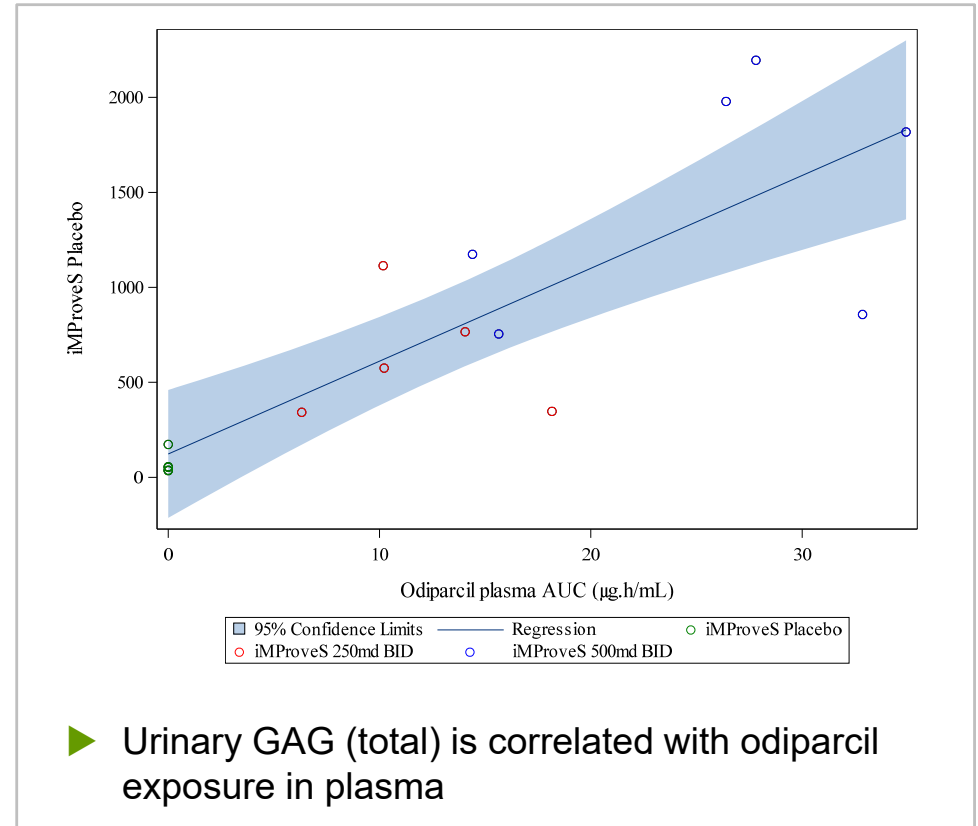 2000
1500
1000
500
0
iMProveS Placebo
0 10 20 30
Odiparcil plasma AUC (µg.h/mL)
95% Confidence Limits Regression iMProveS Placebo
iMProveS 250md BID iMProveS 500md BID
Urinary GAG (total) is correlated with odiparcil
exposure in plasma